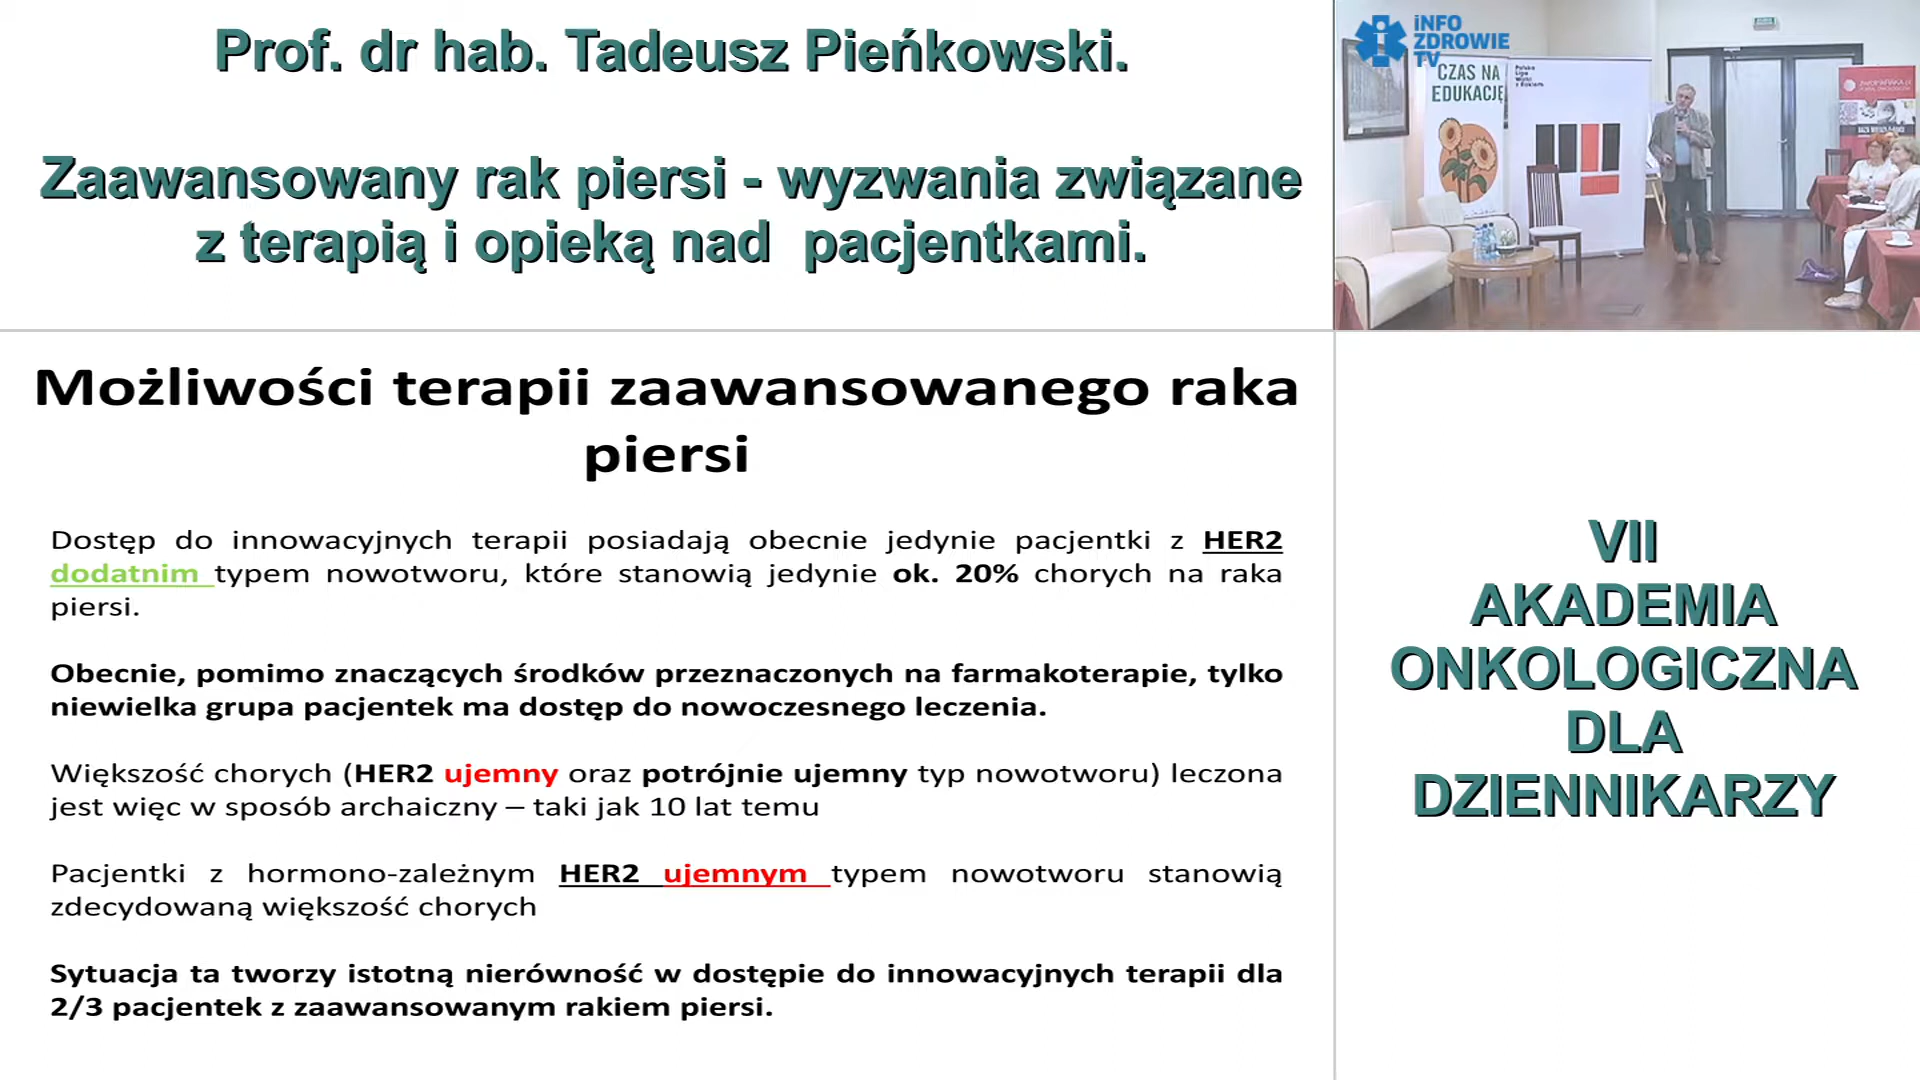 Prof. dr hab. Tadeusz Pieńkowski.
Zaawansowany rak piersi - wyzwania związane
z terapią i opieką nad pacjentkami.
iNFO
ZDROWIE
TV
CZAS NA
EDUKACJĘ
Polska
Liga
Walki
z Rakiem
Możliwości terapii zaawansowanego raka
piersi
Dostęp do innowacyjnych terapii posiadają obecnie jedynie pacjentki z HER2
dodatnim typem nowotworu, które stanowią jedynie ok. 20% chorych na raka
piersi.
Obecnie, pomimo znaczących środków przeznaczonych na farmakoterapie, tylko
niewielka grupa pacjentek ma dostęp do nowoczesnego leczenia.
Większość chorych (HER2 ujemny oraz potrójnie ujemny typ nowotworu) leczona
jest więc w sposób archaiczny – taki jak 10 lat temu
Pacjentki z hormono-zależnym HER2 ujemnym typem nowotworu stanowią
zdecydowaną większość chorych
Sytuacja ta tworzy istotną nierówność w dostępie do innowacyjnych terapii dla
2/3 pacjentek z zaawansowanym rakiem piersi.
VII
AKADEMIA
ONKOLOGICZNA
DLA
DZIENNIKARZY